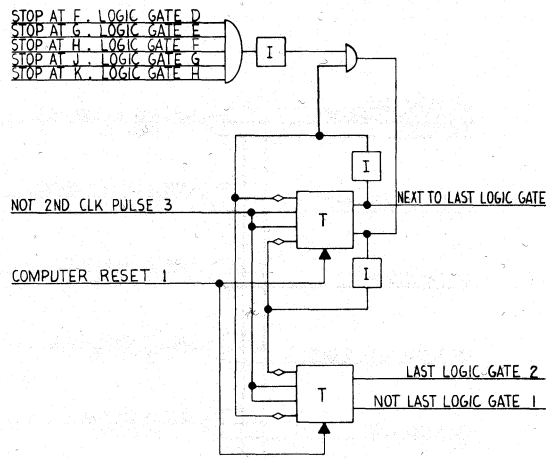 STOP AT F. LOGIC GATE D
STOP AT G. LOGIC GATE E
STOP AT H. LOGIC GATE F
STOP AT J. LOGIC GATE G
STOP AT K. LOGIC GATE H
I
I
NEXT TO LAST LOGIC GATE
NOT 2ND CLK PULSE 3
T
I
COMPUTER RESET 1
LAST LOGIC GATE 2
T
NOT LAST LOGIC GATE 1